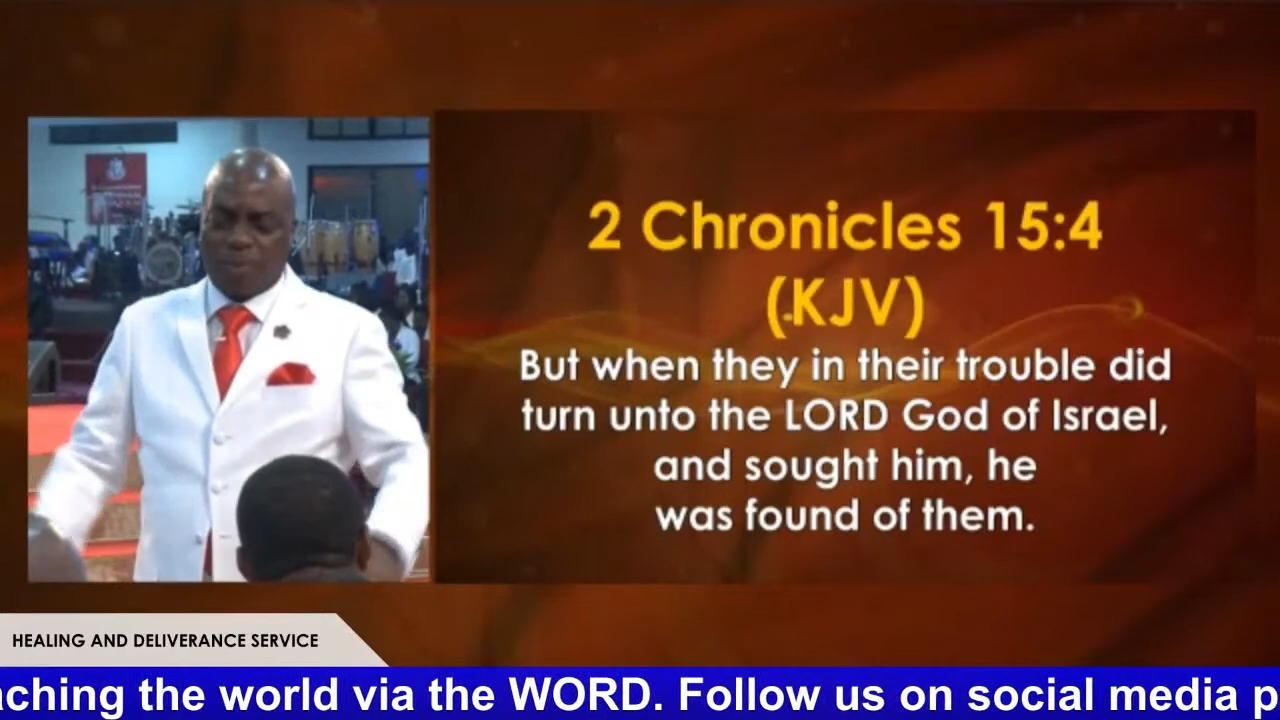 2 Chronicles 15:4
(KJV)
But when they in their trouble did
turn unto the LORD God of Israel,
and sought him, he
was found of them.
HEALING AND DELIVERANCE SERVICE
aching the world via the WORD. Follow us on social media p